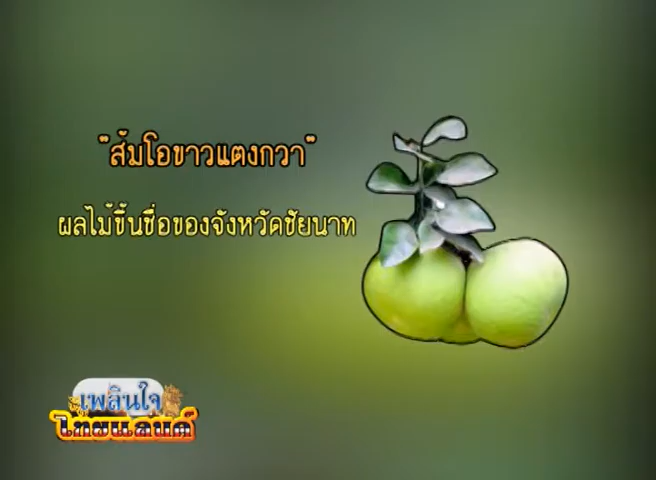 "ส้มโอขาวแตงกวา"
ผลไม้ขึ้นชื่อของจังหวัดชัยนาท
เพลินใจ
ไทยแลนด์